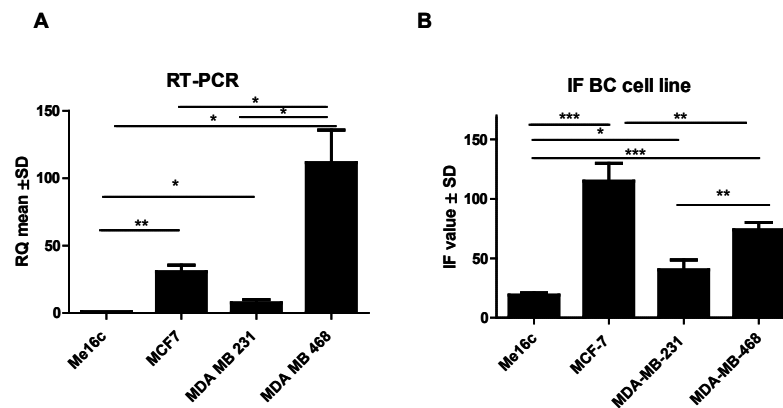 A
B
RT-PCR
RQ mean ±SD
150
100
50
0
*
*
*
*
**
Me16c
MCF7
MDA MB 231
MDA MB 468
IF BC cell line
IF value ± SD
150
100
50
0
***
**
*
***
**
Me16c
MCF-7
MDA-MB-231
MDA-MB-468